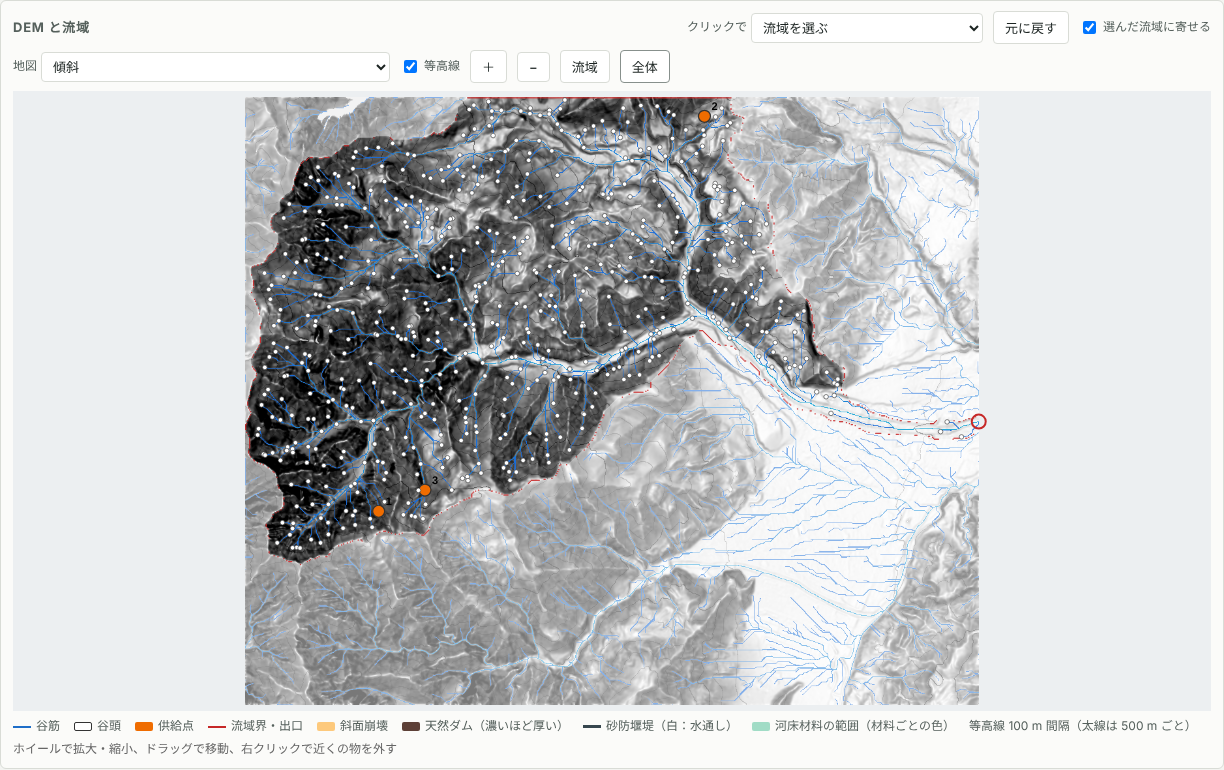 DEM と流域
クリックで 流域を選ぶ 元に戻す 選んだ流域に寄せる
地図 傾斜 等高線 ＋ − 流域 全体
2
3
1
谷筋 谷頭 供給点 流域界・出口 斜面崩壊 天然ダム（濃いほど厚い） 砂防堰堤（白：水通し） 河床材料の範囲（材料ごとの色） 等高線 100 m 間隔（太線は 500 m ごと）
ホイールで拡大・縮小、ドラッグで移動、右クリックで近くの物を外す